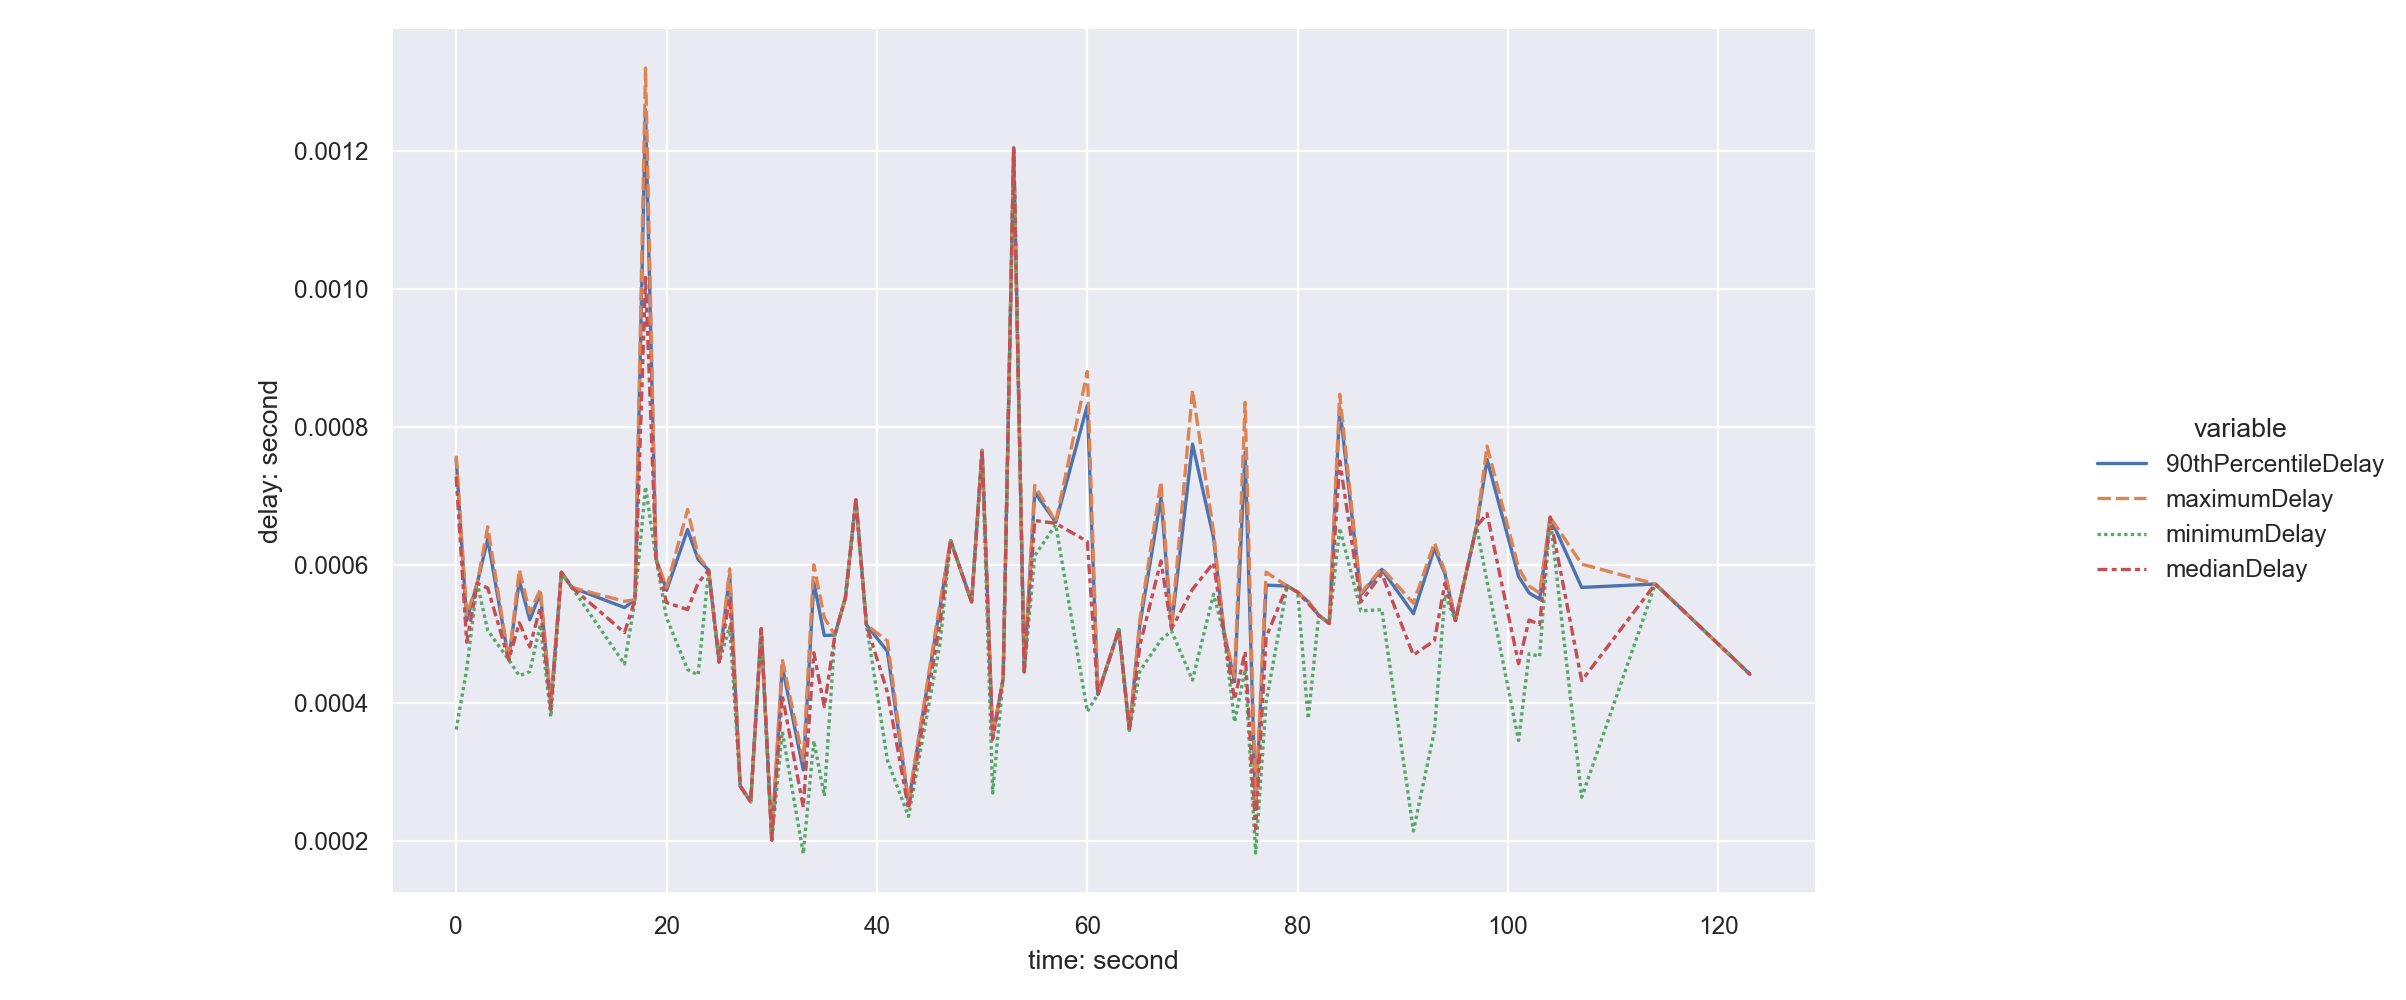 0.0012
0.0010
0.0008
0.0006
0.0004
0.0002
delay: second
0 20 40 60 80 100 120
time: second
variable
90thPercentileDelay
maximumDelay
minimumDelay
medianDelay